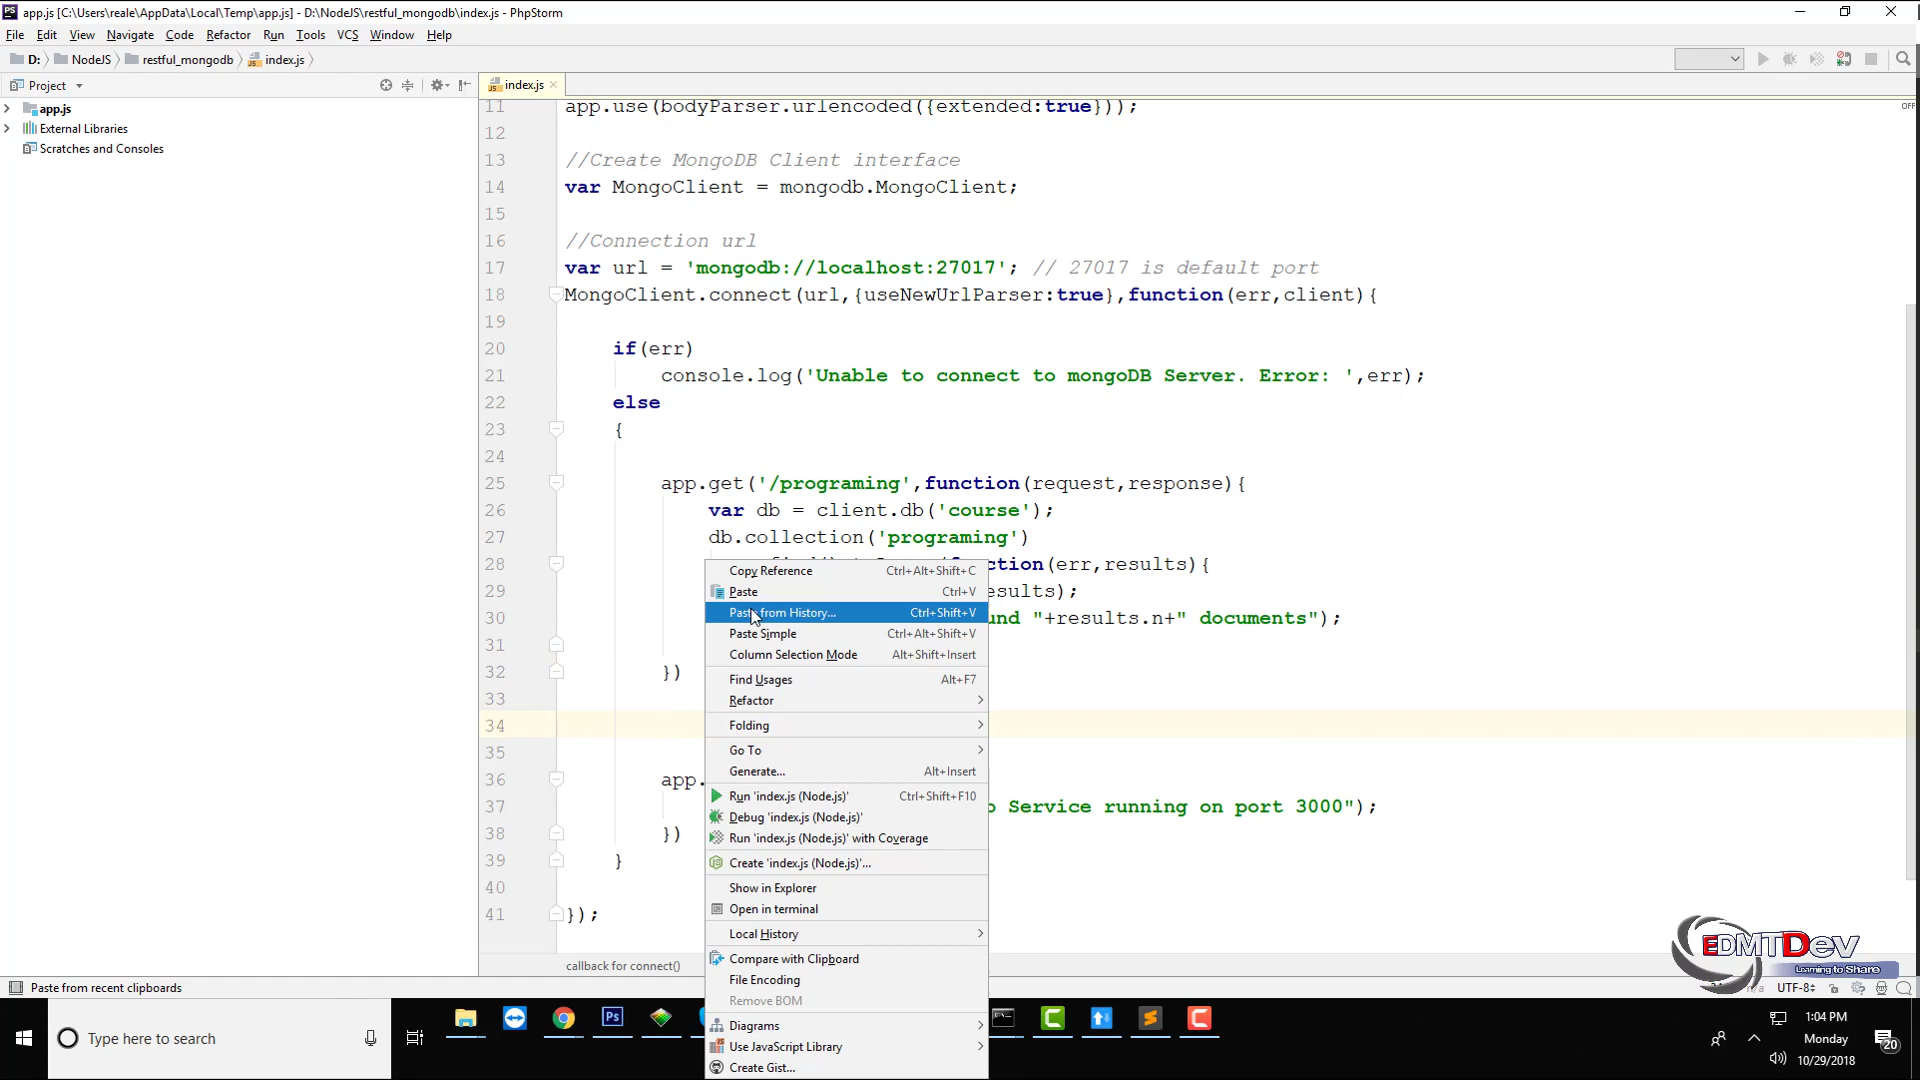 app.js [C:\Users\reale\AppData\Local\Temp\app.js] - D:\NodeJS\restful_mongodb\index.js - PhpStorm
File Edit View Navigate Code Refactor Run Tools VCS Window Help
D: NodeJS restful_mongodb index.js
Project
app.js
External Libraries
Scratches and Consoles
index.js
OFF
11 app.use(bodyParser.urlencoded({extended:true}));
12
13 //Create MongoDB Client interface
14 var MongoClient = mongodb.MongoClient;
15
16 //Connection url
17 var url = 'mongodb://localhost:27017'; // 27017 is default port
18 MongoClient.connect(url,{useNewUrlParser:true},function(err,client){
19
20 if(err)
21 console.log('Unable to connect to mongoDB Server. Error: ',err);
22 else
23 {
24
25 app.get('/programing',function(request,response){
26 var db = client.db('course');
27 db.collection('programing')
28 nction(err,results){
29 esults);
30 und "+results.n+" documents");
31
32 })
33
34
35
36 app.
37 Service running on port 3000");
38 })
39 }
40
41 });
Copy Reference Ctrl+Alt+Shift+C
Paste Ctrl+V
Paste from History... Ctrl+Shift+V
Paste Simple Ctrl+Alt+Shift+V
Column Selection Mode Alt+Shift+Insert
Find Usages Alt+F7
Refactor
Folding
Go To
Generate... Alt+Insert
Run 'index.js (Node.js)' Ctrl+Shift+F10
Debug 'index.js (Node.js)'
Run 'index.js (Node.js)' with Coverage
Create 'index.js (Node.js)'...
Show in Explorer
Open in terminal
Local History
Compare with Clipboard
File Encoding
Remove BOM
Diagrams
Use JavaScript Library
Create Gist...
callback for connect()
EDMTDev
Learning to Share
Paste from recent clipboards
UTF-8
Type here to search
Ps
1:04 PM
Monday
10/29/2018
20